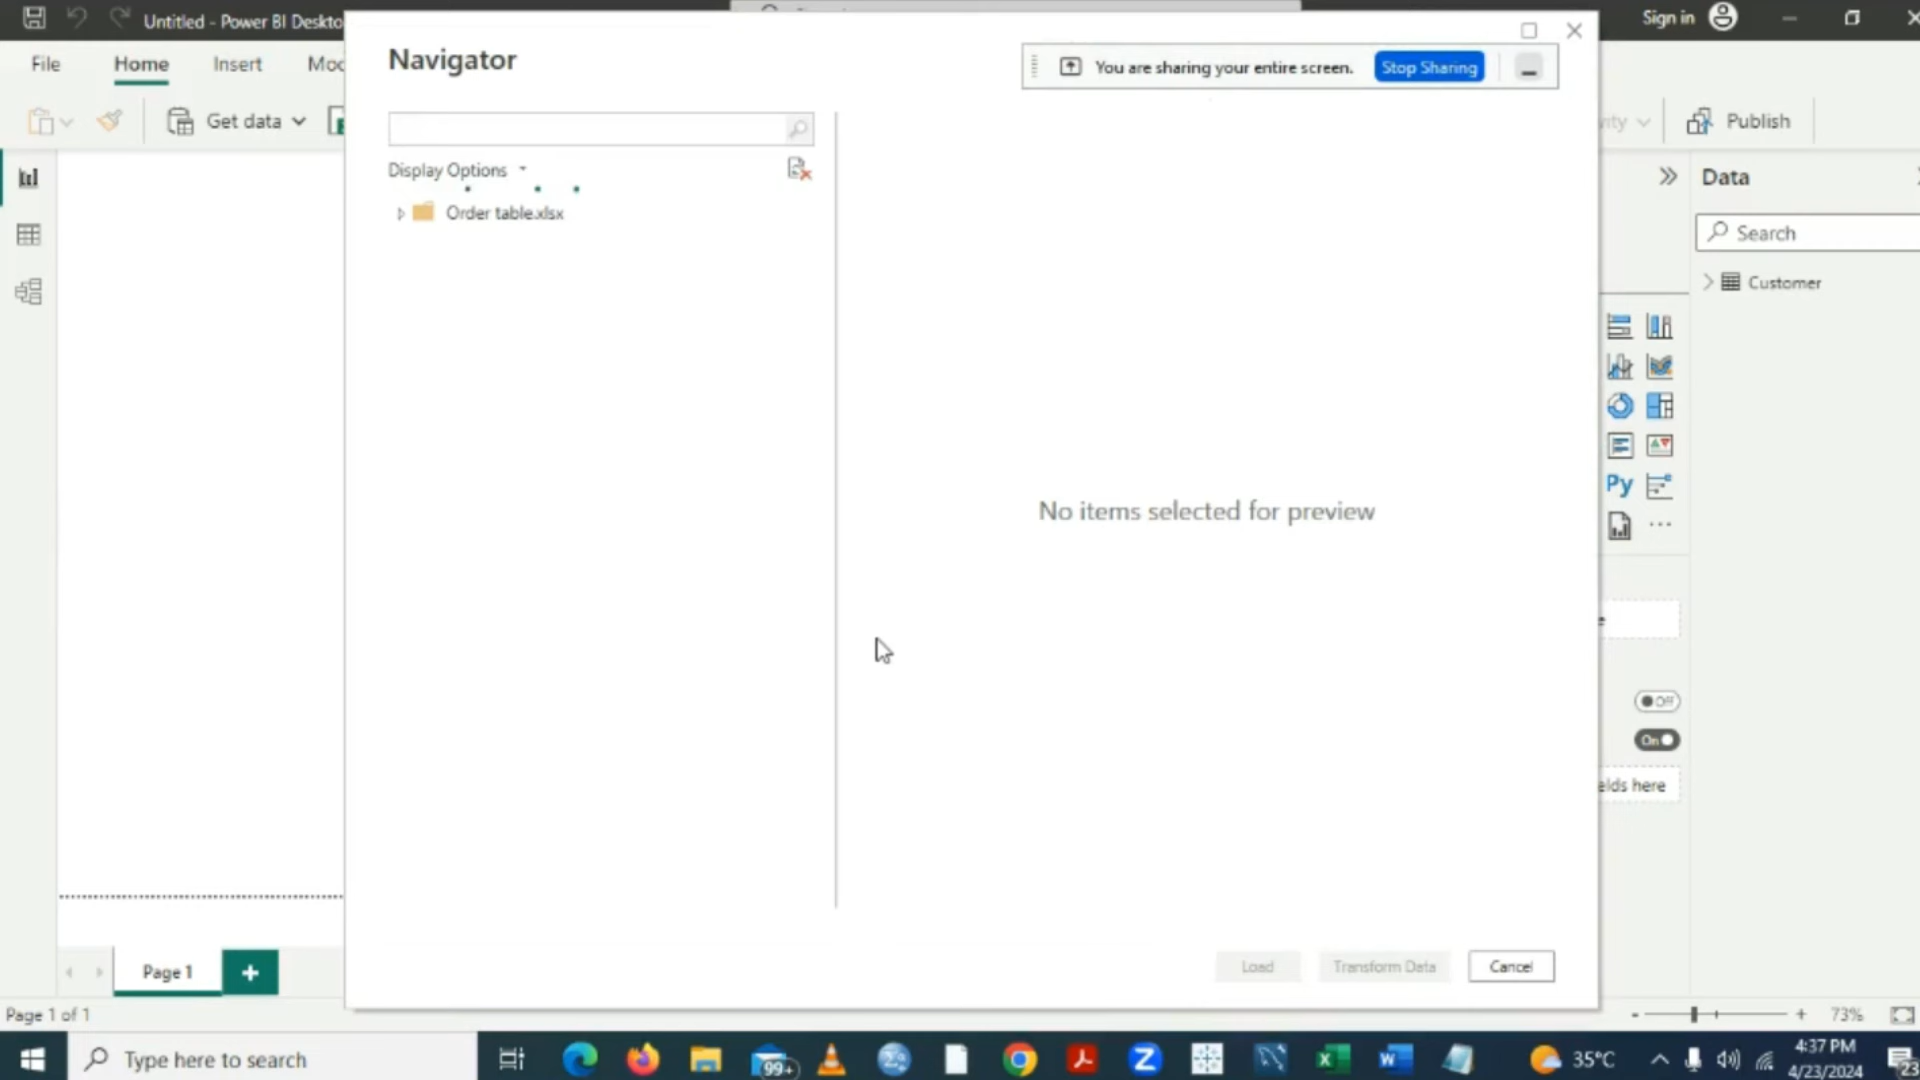 Untitled - Power BI Deskto
Sign in
File
Home
Insert
Mod
Get data
Publish
Navigator
You are sharing your entire screen.
Stop Sharing
Display Options
Order table.xlsx
No items selected for preview
Load
Transform Data
Cancel
Data
Search
Customer
Py
Off
On
elds here
Page 1
Page 1 of 1
73%
Type here to search
99+
35°C
4:37 PM
4/23/2024
23